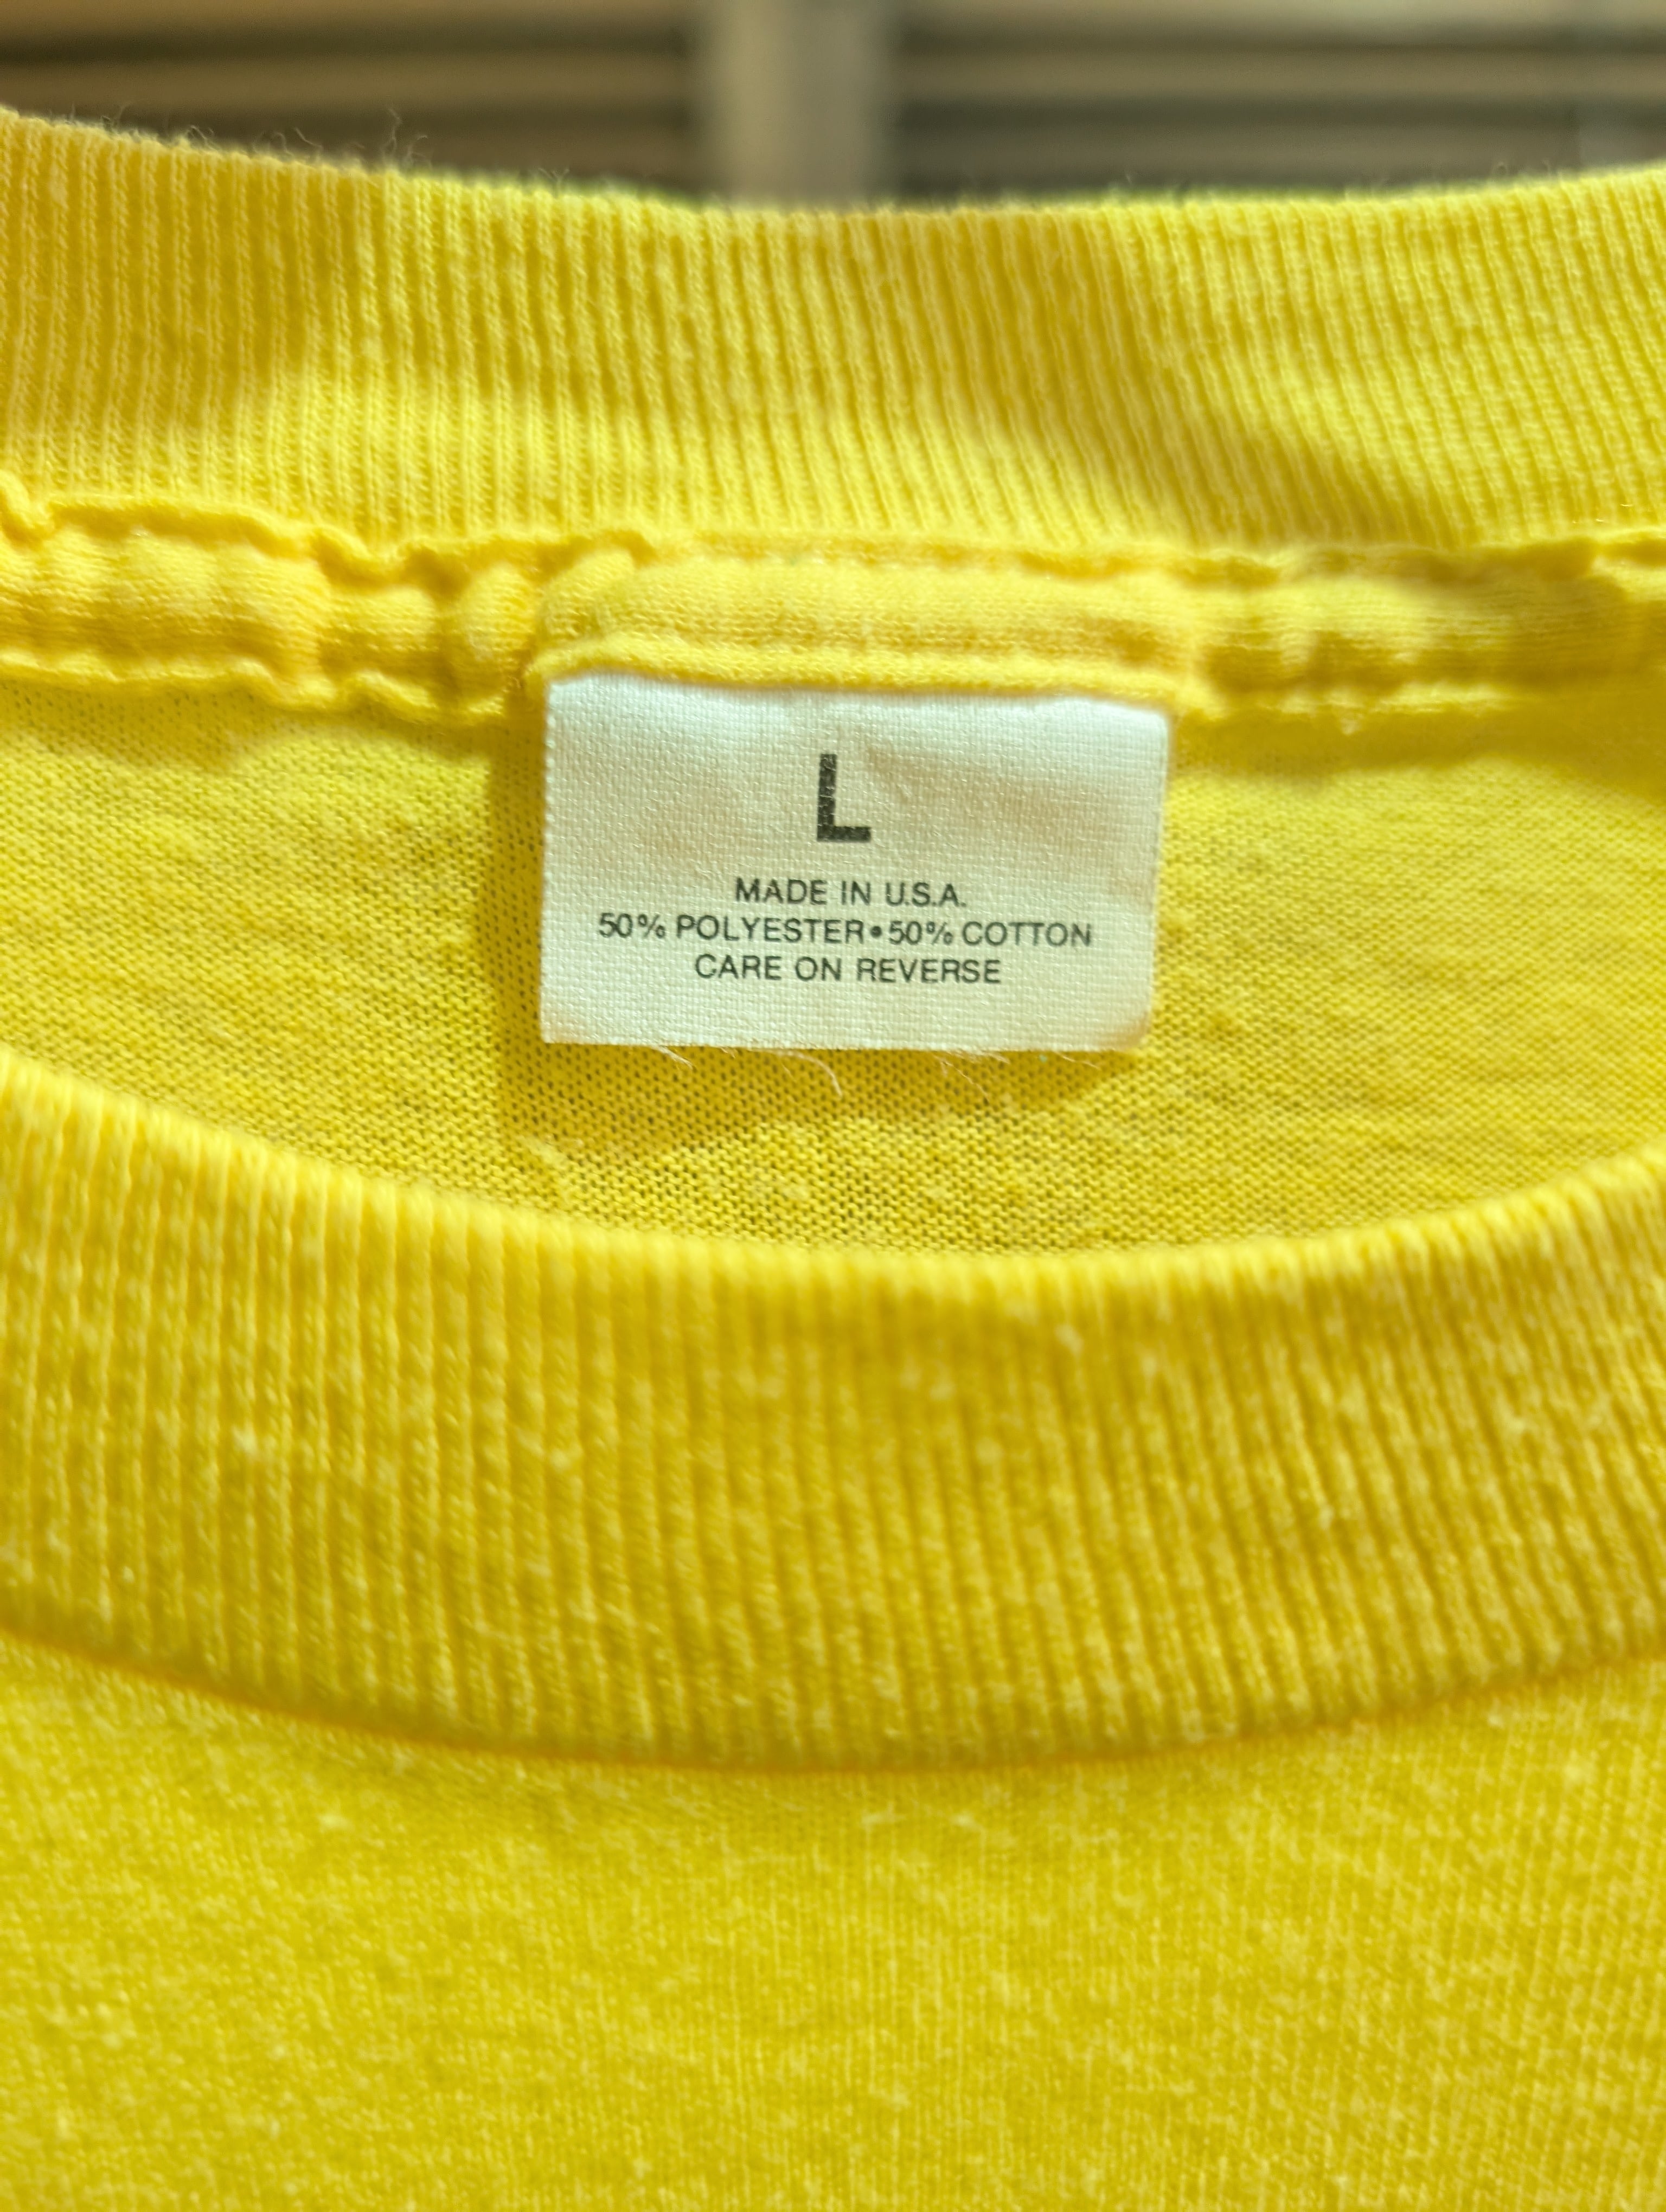 L
MADE IN U.S.A.
50% POLYESTER•50% COTTON
CARE ON REVERSE